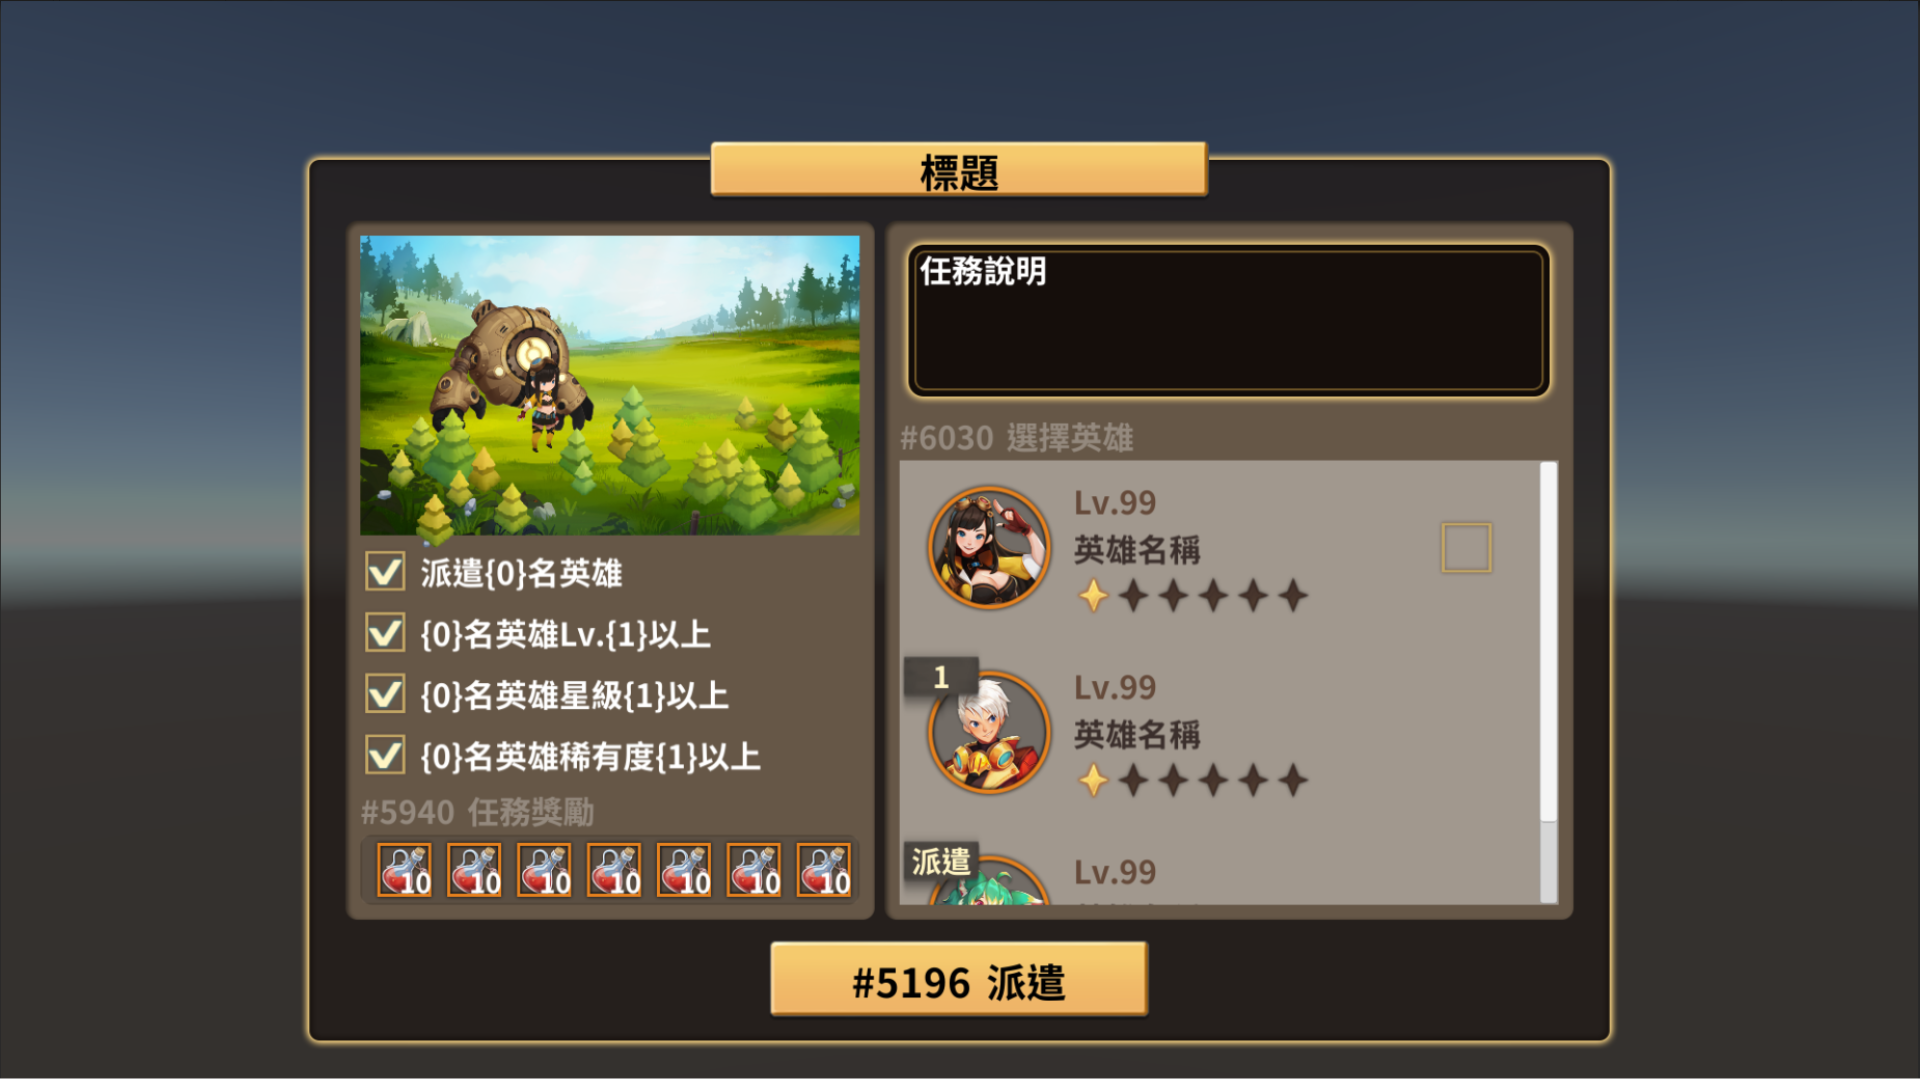 標題
派遣{0}名英雄
{0}名英雄Lv.{1}以上
{0}名英雄星級{1}以上
{0}名英雄稀有度{1}以上
#5940 任務獎勵
10 10 10 10 10 10 10
任務說明
#6030 選擇英雄
Lv.99
英雄名稱
1
Lv.99
英雄名稱
派遣
Lv.99
#5196 派遣